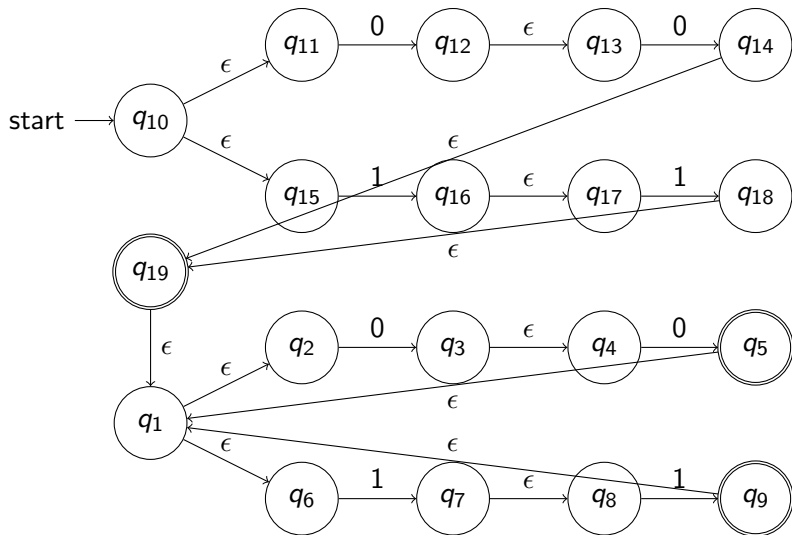 q11 0 q12 ϵ q13 0 q14
ϵ
start q10
ϵ ϵ
q15 1 q16 ϵ q17 1 q18
q19 ϵ
ϵ
q2 0 q3 ϵ q4 0 q5
ϵ
q1 ϵ
ϵ ϵ
q6 1 q7 ϵ q8 1 q9